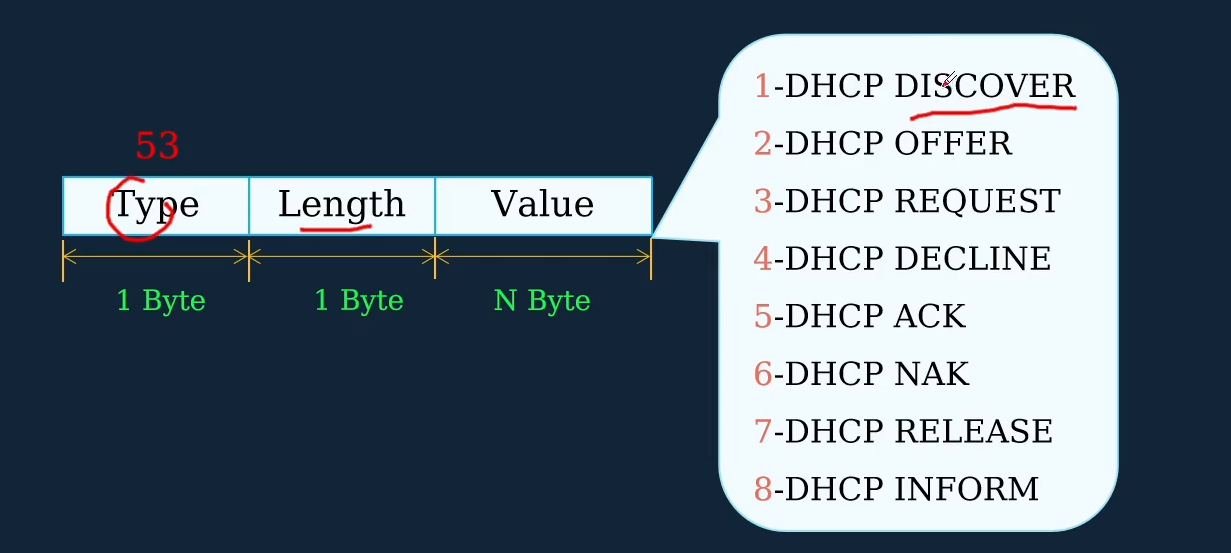 53
Type Length Value
1 Byte 1 Byte N Byte
1-DHCP DISCOVER
2-DHCP OFFER
3-DHCP REQUEST
4-DHCP DECLINE
5-DHCP ACK
6-DHCP NAK
7-DHCP RELEASE
8-DHCP INFORM